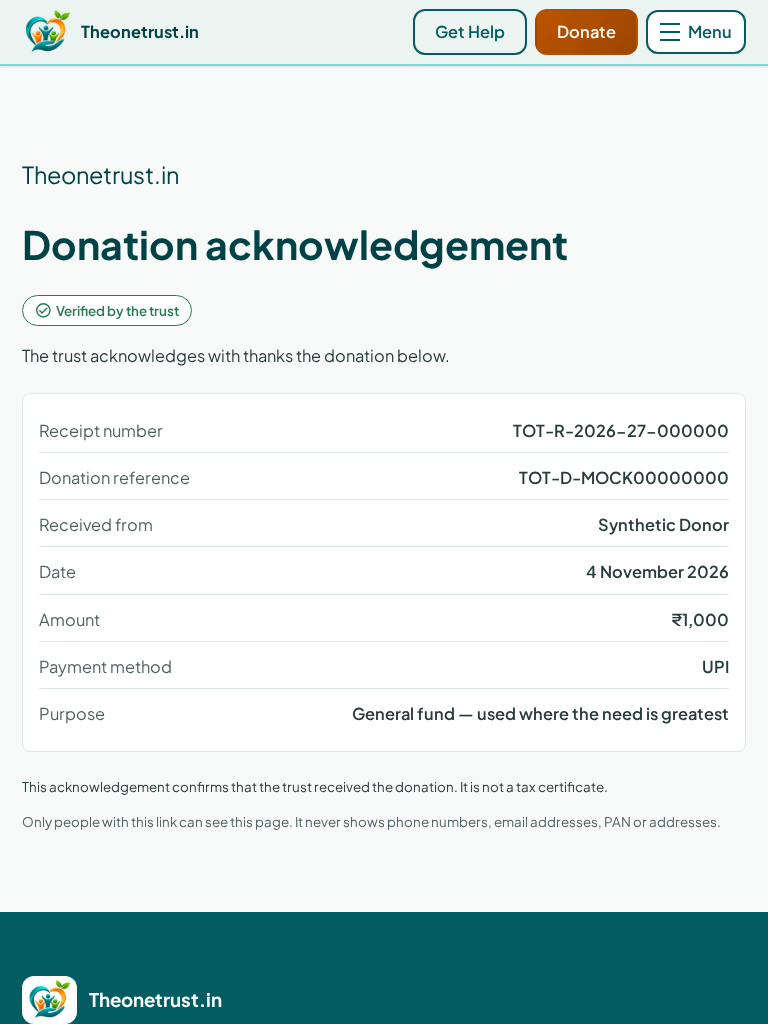 Theonetrust.in
Get Help
Donate
Menu
Theonetrust.in
Donation acknowledgement
Verified by the trust
The trust acknowledges with thanks the donation below.
Receipt number TOT-R-2026-27-000000
Donation reference TOT-D-MOCK00000000
Received from Synthetic Donor
Date 4 November 2026
Amount ₹1,000
Payment method UPI
Purpose General fund — used where the need is greatest
This acknowledgement confirms that the trust received the donation. It is not a tax certificate.
Only people with this link can see this page. It never shows phone numbers, email addresses, PAN or addresses.
Theonetrust.in